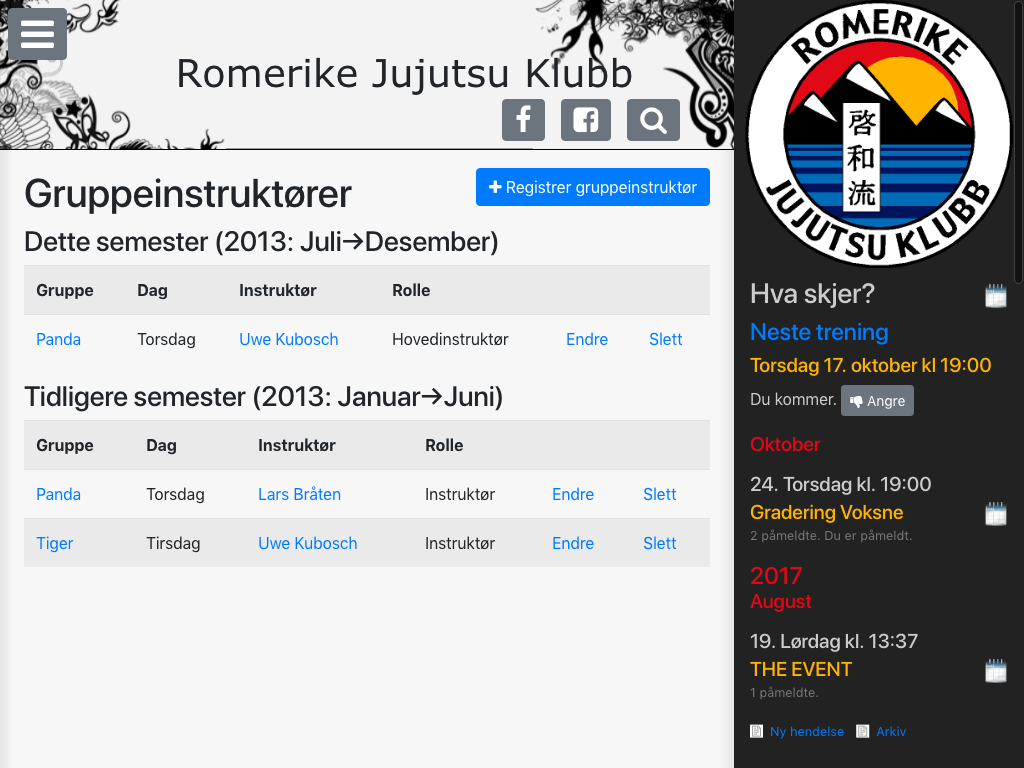 Romerike Jujutsu Klubb
Gruppeinstruktører
Registrer gruppeinstruktør
Dette semester (2013: Juli→Desember)
Gruppe Dag Instruktør Rolle
Panda Torsdag Uwe Kubosch Hovedinstruktør Endre Slett
Tidligere semester (2013: Januar→Juni)
Gruppe Dag Instruktør Rolle
Panda Torsdag Lars Bråten Instruktør Endre Slett
Tiger Tirsdag Uwe Kubosch Instruktør Endre Slett
ROMERIKE
啓
和
流
JUJUTSU KLUBB
Hva skjer?
Neste trening
Torsdag 17. oktober kl 19:00
Du kommer. Angre
Oktober
24. Torsdag kl. 19:00
Gradering Voksne
2 påmeldte. Du er påmeldt.
2017
August
19. Lørdag kl. 13:37
THE EVENT
1 påmeldte.
Ny hendelse Arkiv